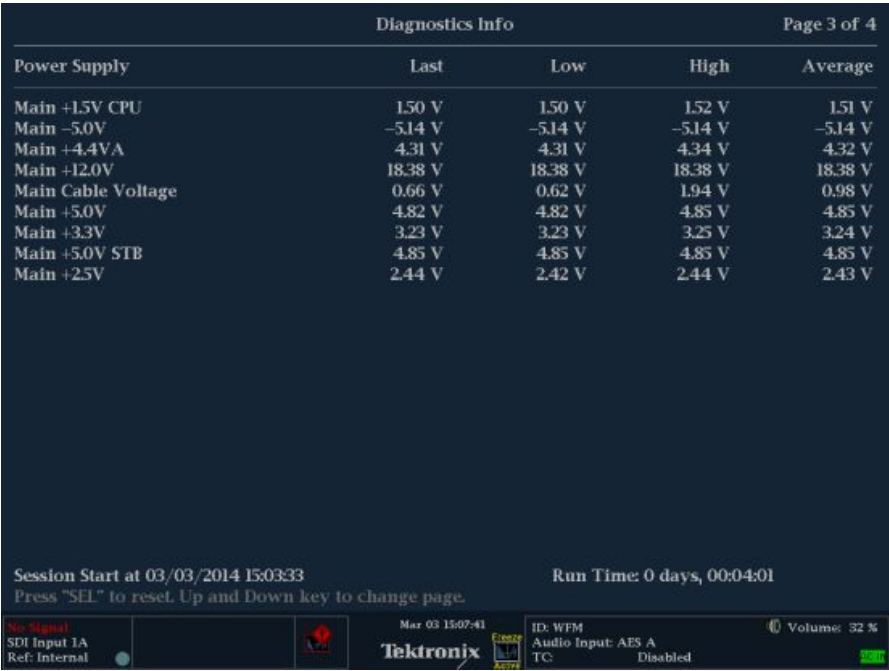 Diagnostics Info Page 3 of 4
Power Supply Last Low High Average
Main +1.5V CPU 1.50 V 1.50 V 1.52 V 1.51 V
Main –5.0V –5.14 V –5.14 V –5.14 V –5.14 V
Main +4.4VA 4.31 V 4.31 V 4.34 V 4.32 V
Main +12.0V 18.38 V 18.38 V 18.38 V 18.38 V
Main Cable Voltage 0.66 V 0.62 V 1.94 V 0.98 V
Main +5.0V 4.82 V 4.82 V 4.85 V 4.85 V
Main +3.3V 3.23 V 3.23 V 3.25 V 3.24 V
Main +5.0V STB 4.85 V 4.85 V 4.85 V 4.85 V
Main +2.5V 2.44 V 2.42 V 2.44 V 2.43 V
Session Start at 03/03/2014 15:03:33 Run Time: 0 days, 00:04:01
Press "SEL" to reset. Up and Down key to change page.
No Signal
SDI Input 1A
Ref: Internal
Mar 03 15:07:41
Tektronix
Freeze
Active
ID: WFM
Audio Input: AES A
TC: Disabled
Volume: 32 %